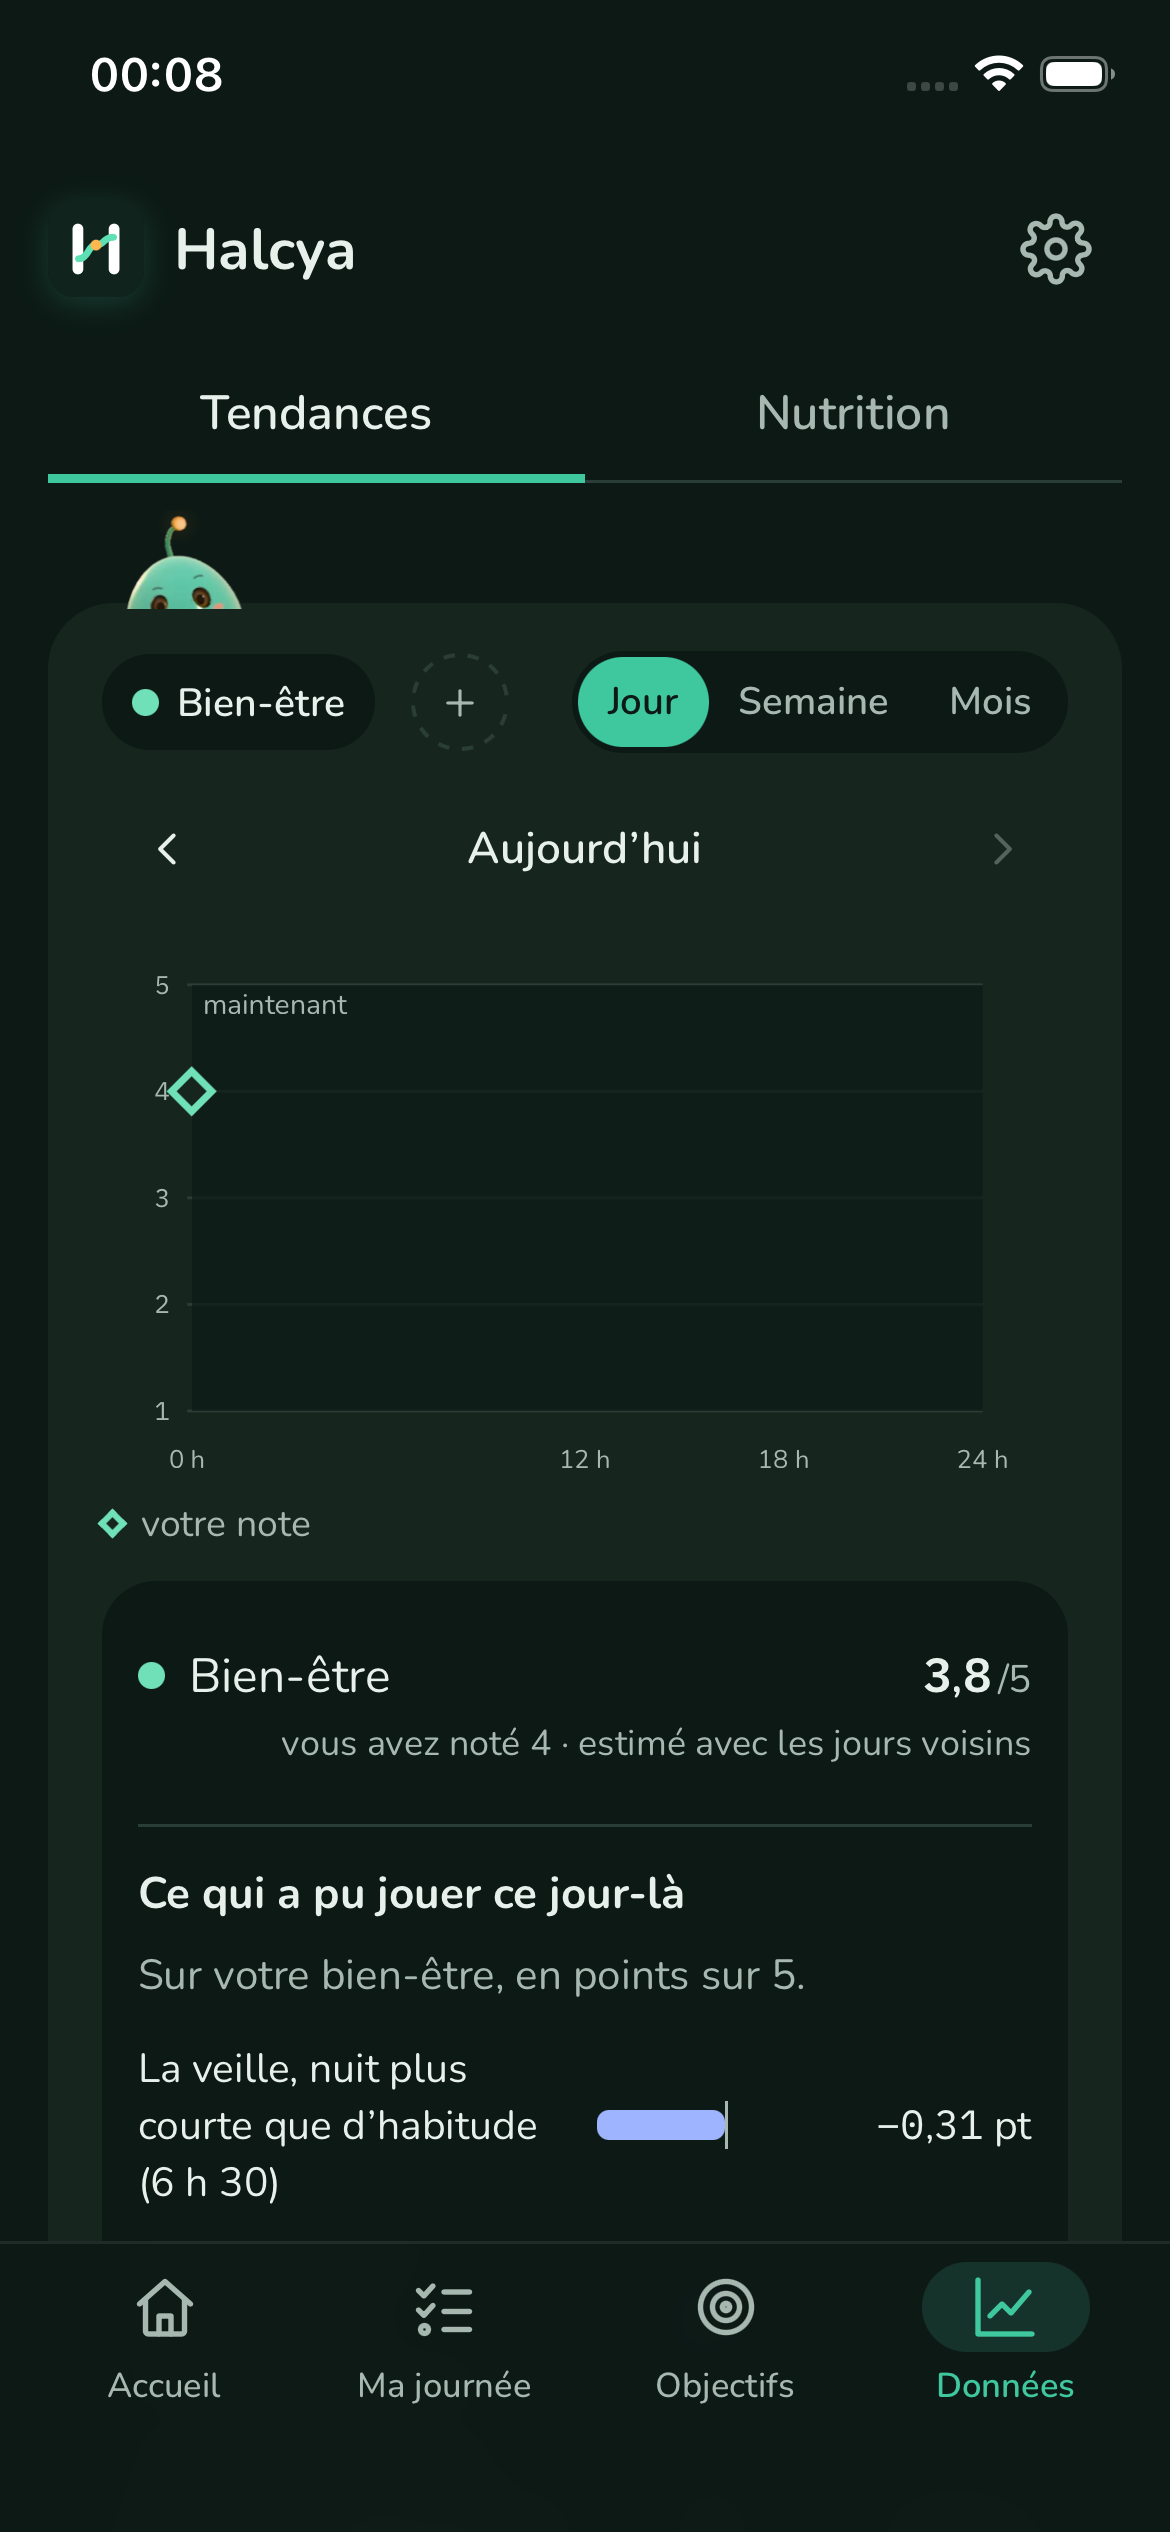 00:08
Halcya
Tendances
Nutrition
Bien-être
+
Jour
Semaine
Mois
Aujourd’hui
5
maintenant
4
3
2
1
0 h
12 h
18 h
24 h
votre note
Bien-être
3,8 /5
vous avez noté 4 · estimé avec les jours voisins
Ce qui a pu jouer ce jour-là
Sur votre bien-être, en points sur 5.
La veille, nuit plus
courte que d’habitude
(6 h 30)
−0,31 pt
Accueil
Ma journée
Objectifs
Données